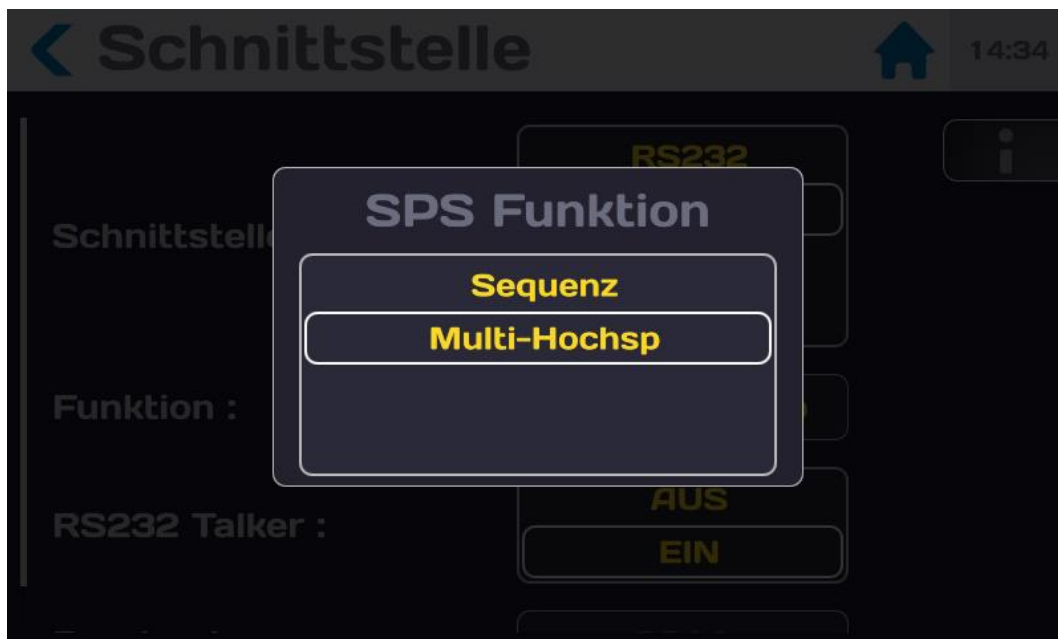 Schnittstelle
14:34
RS232
SPS Funktion
Schnittstelle
Sequenz
Multi-Hochsp
Funktion :
AUS
RS232 Talker :
EIN